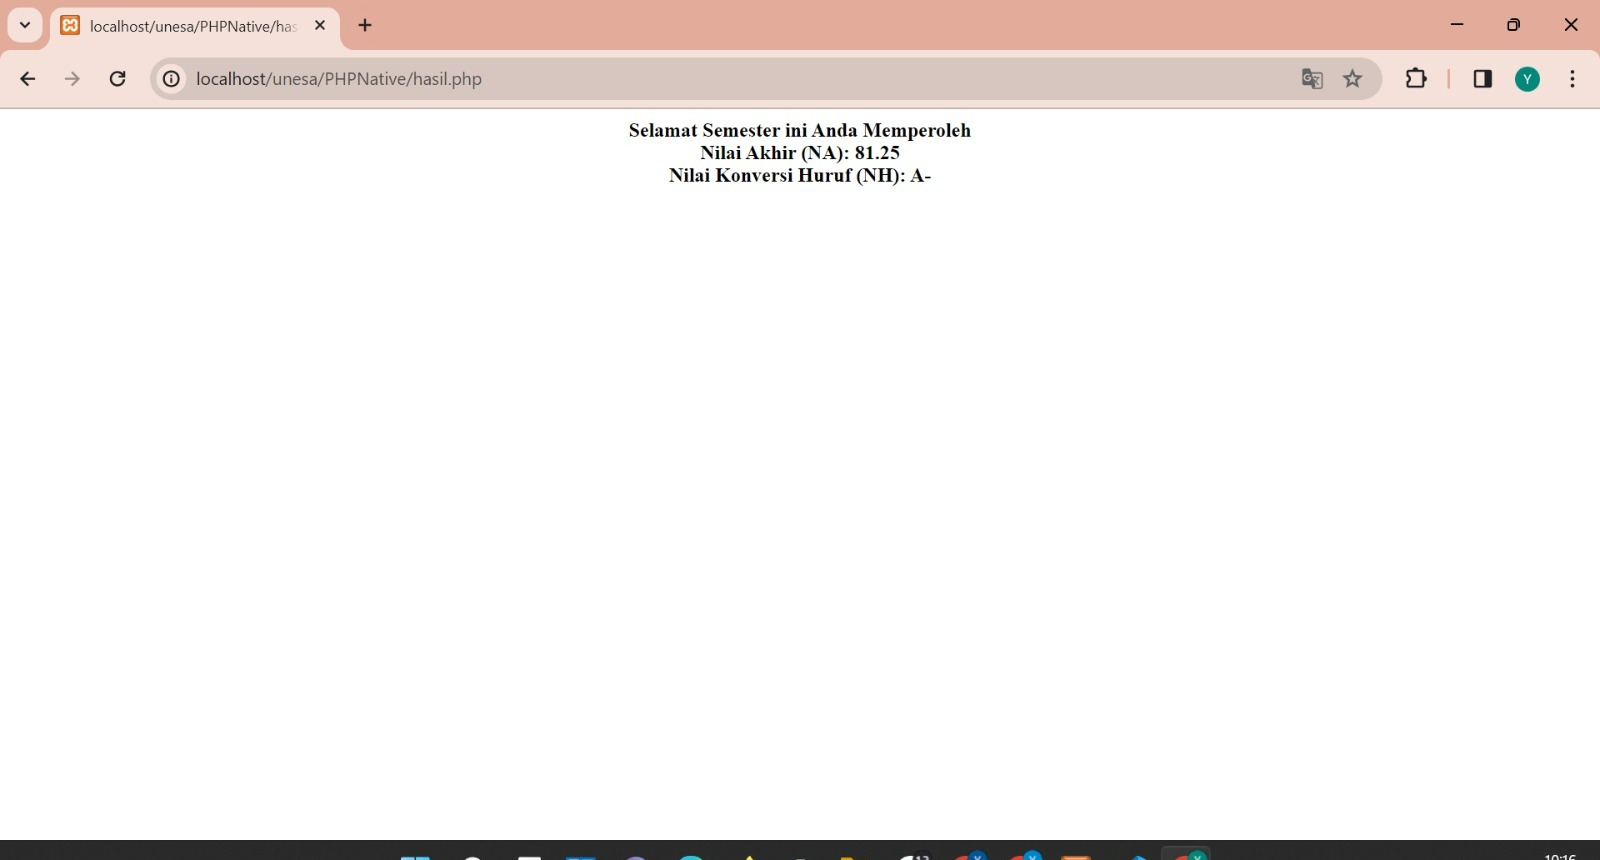 localhost/unesa/PHPNative/has
localhost/unesa/PHPNative/hasil.php
Y
Selamat Semester ini Anda Memperoleh
Nilai Akhir (NA): 81.25
Nilai Konversi Huruf (NH): A-